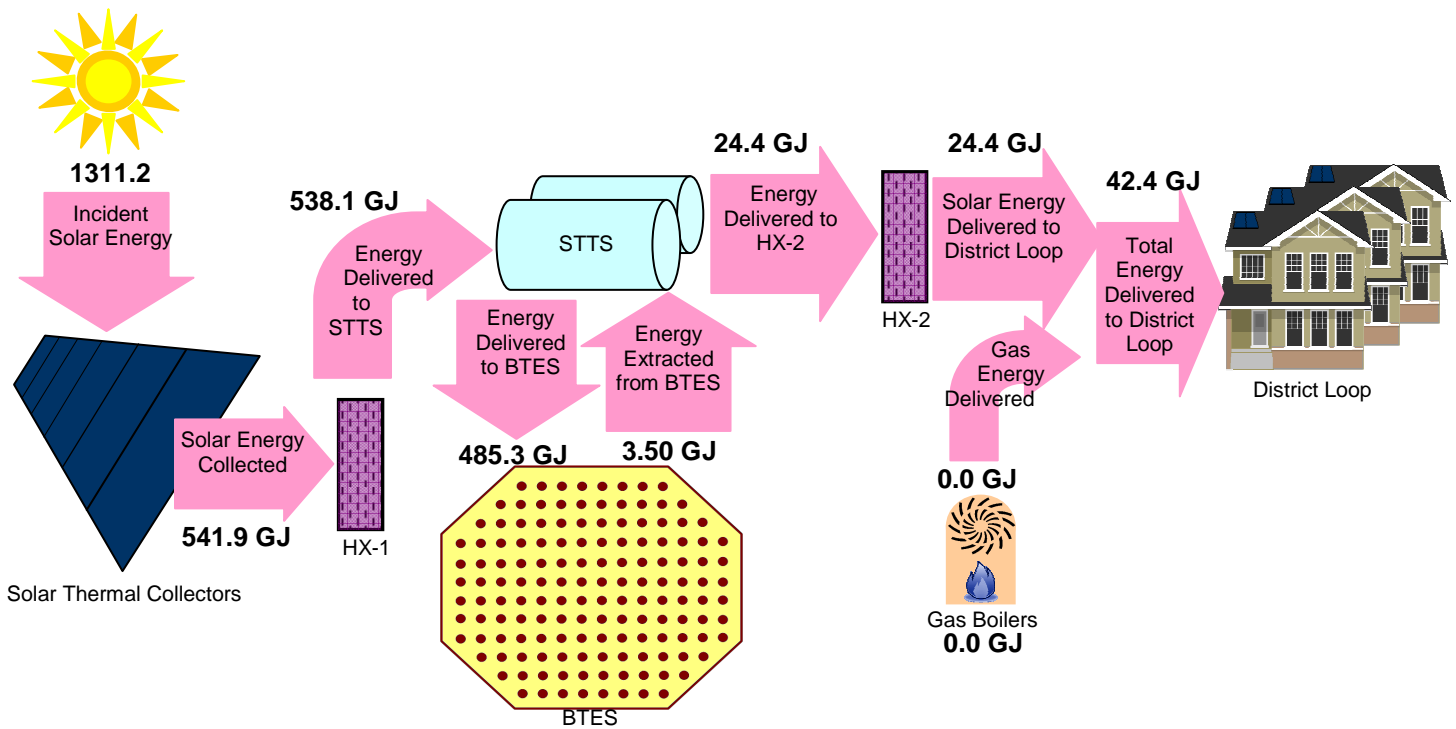 1311.2
Incident
Solar Energy
Solar Thermal Collectors
Solar Energy
Collected
541.9 GJ
HX-1
538.1 GJ
Energy
Delivered
to
STTS
STTS
Energy
Delivered
to BTES
485.3 GJ
Energy
Extracted
from BTES
3.50 GJ
BTES
24.4 GJ
Energy
Delivered to
HX-2
HX-2
24.4 GJ
Solar Energy
Delivered to
District Loop
Gas
Energy
Delivered
0.0 GJ
Gas Boilers
0.0 GJ
42.4 GJ
Total
Energy
Delivered
to District
Loop
District Loop